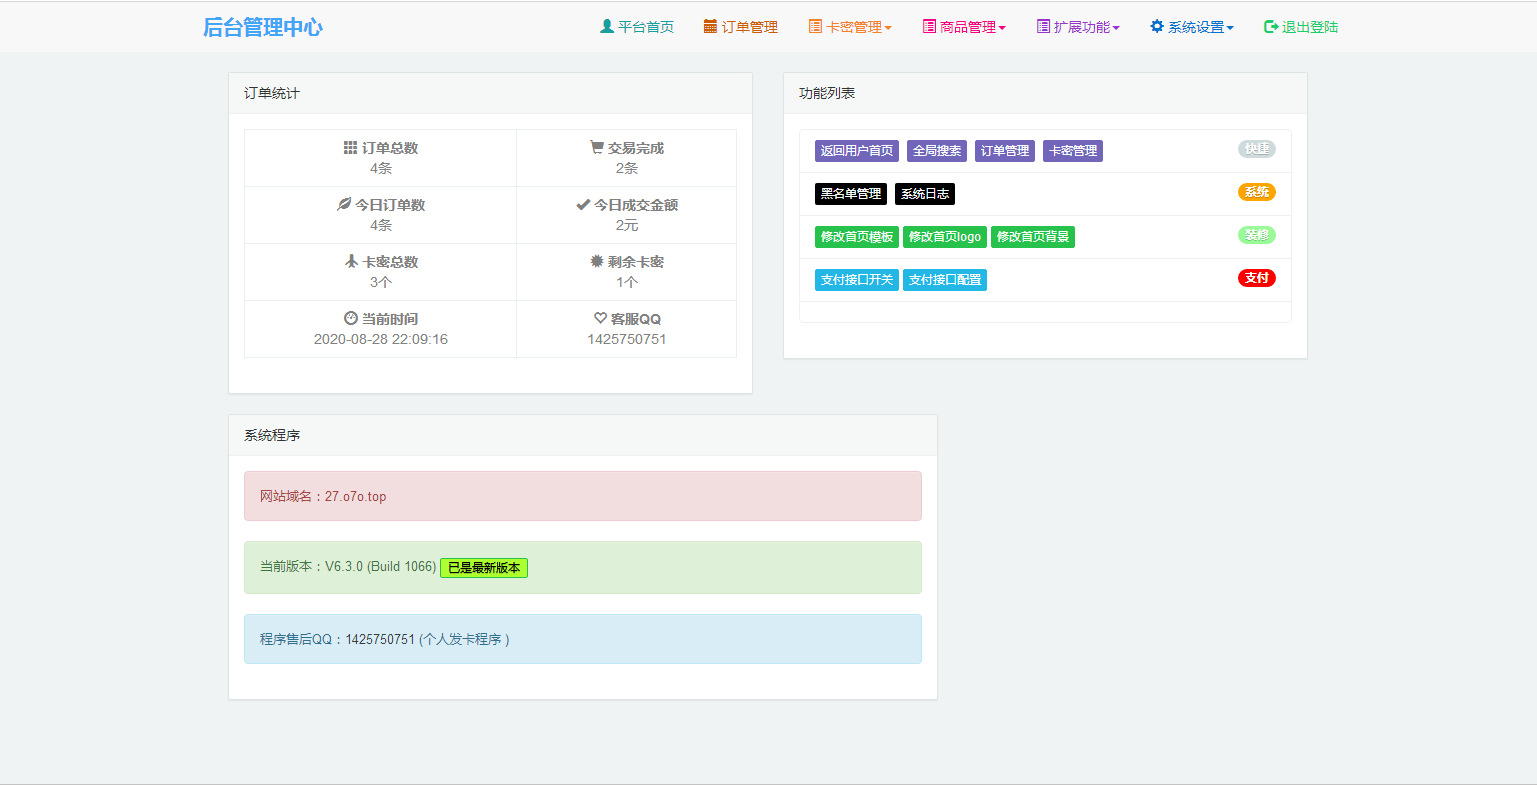 后台管理中心 平台首页 订单管理 卡密管理 商品管理 扩展功能 系统设置 退出登陆
订单统计
订单总数 交易完成
4条 2条
今日订单数 今日成交金额
4条 2元
卡密总数 剩余卡密
3个 1个
当前时间 客服QQ
2020-08-28 22:09:16 1425750751
功能列表
返回用户首页 全局搜索 订单管理 卡密管理 快捷
黑名单管理 系统日志 系统
修改首页模板 修改首页logo 修改首页背景 装修
支付接口开关 支付接口配置 支付
系统程序
网站域名：27.o7o.top
当前版本：V6.3.0 (Build 1066) 已是最新版本
程序售后QQ：1425750751 (个人发卡程序 )